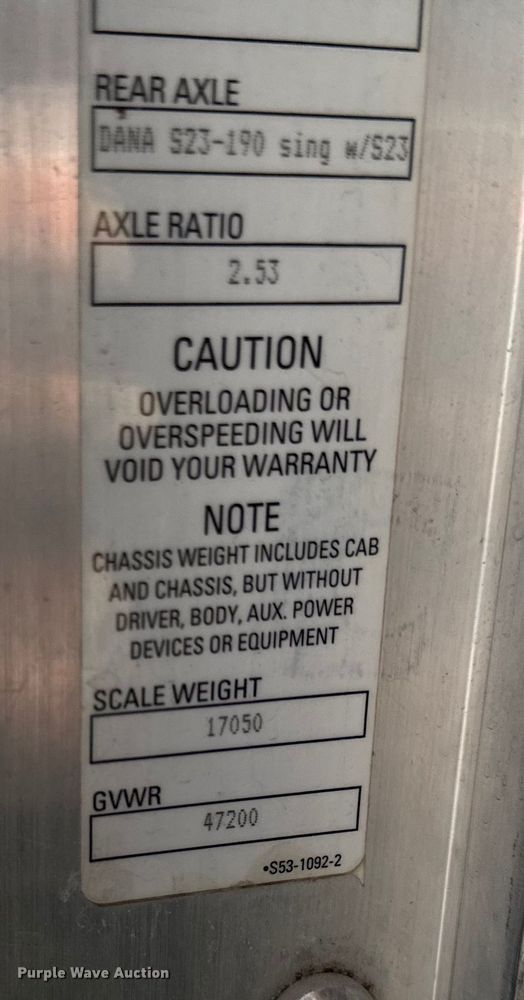 REAR AXLE
DANA S23-190 sing w/S23
AXLE RATIO
2.53
CAUTION
OVERLOADING OR
OVERSPEEDING WILL
VOID YOUR WARRANTY
NOTE
CHASSIS WEIGHT INCLUDES CAB
AND CHASSIS, BUT WITHOUT
DRIVER, BODY, AUX. POWER
DEVICES OR EQUIPMENT
SCALE WEIGHT
17050
GVWR
47200
•S53-1092-2
Purple Wave Auction